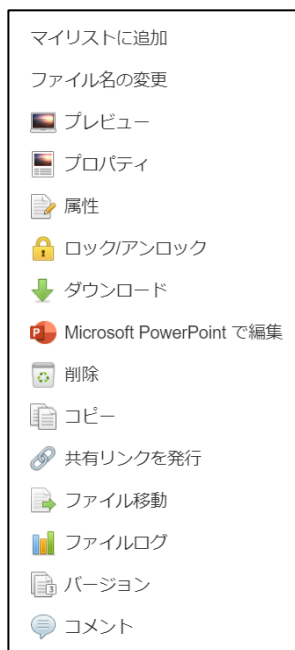 マイリストに追加
ファイル名の変更
プレビュー
プロパティ
属性
ロック/アンロック
ダウンロード
Microsoft PowerPoint で編集
削除
コピー
共有リンクを発行
ファイル移動
ファイルログ
バージョン
コメント